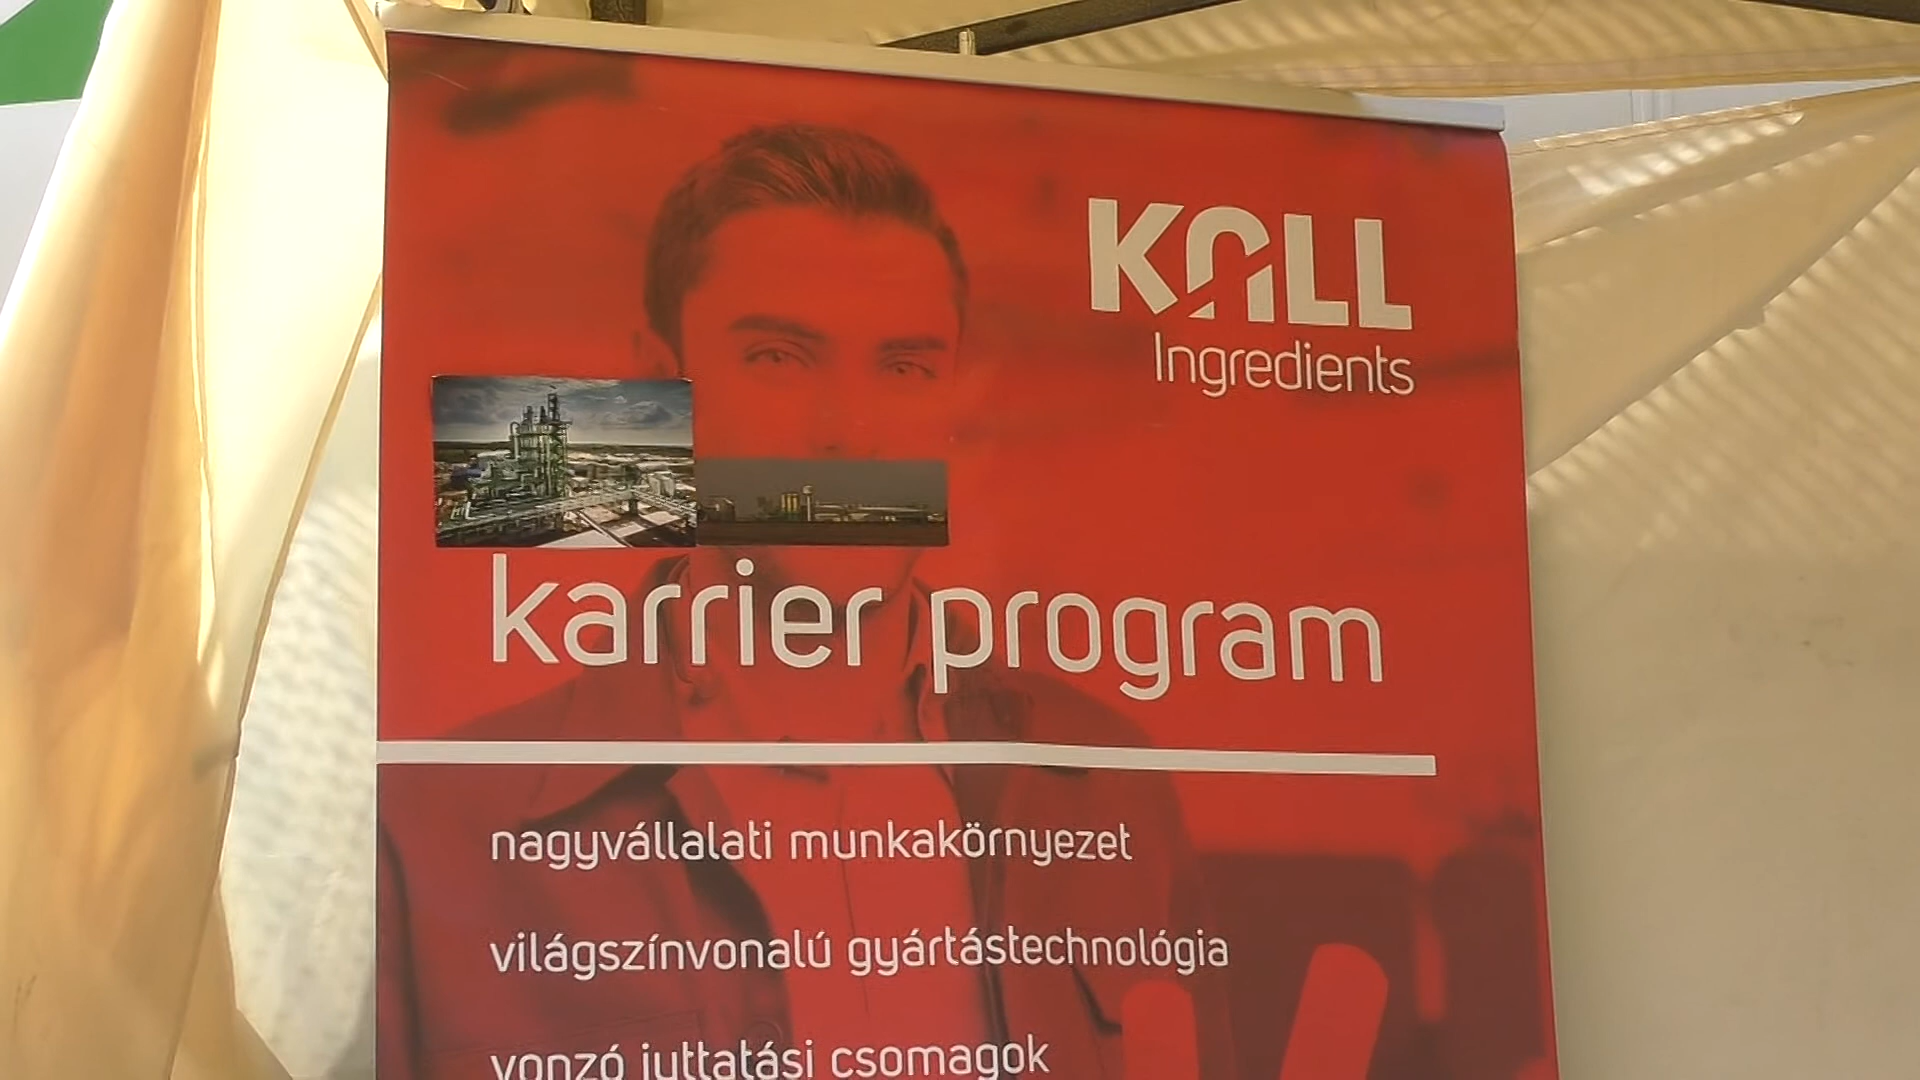 KALL
Ingredients
karrier program
nagyvállalati munkakörnyezet
világszínvonalú gyártástechnológia
vonzó juttatási csomagok